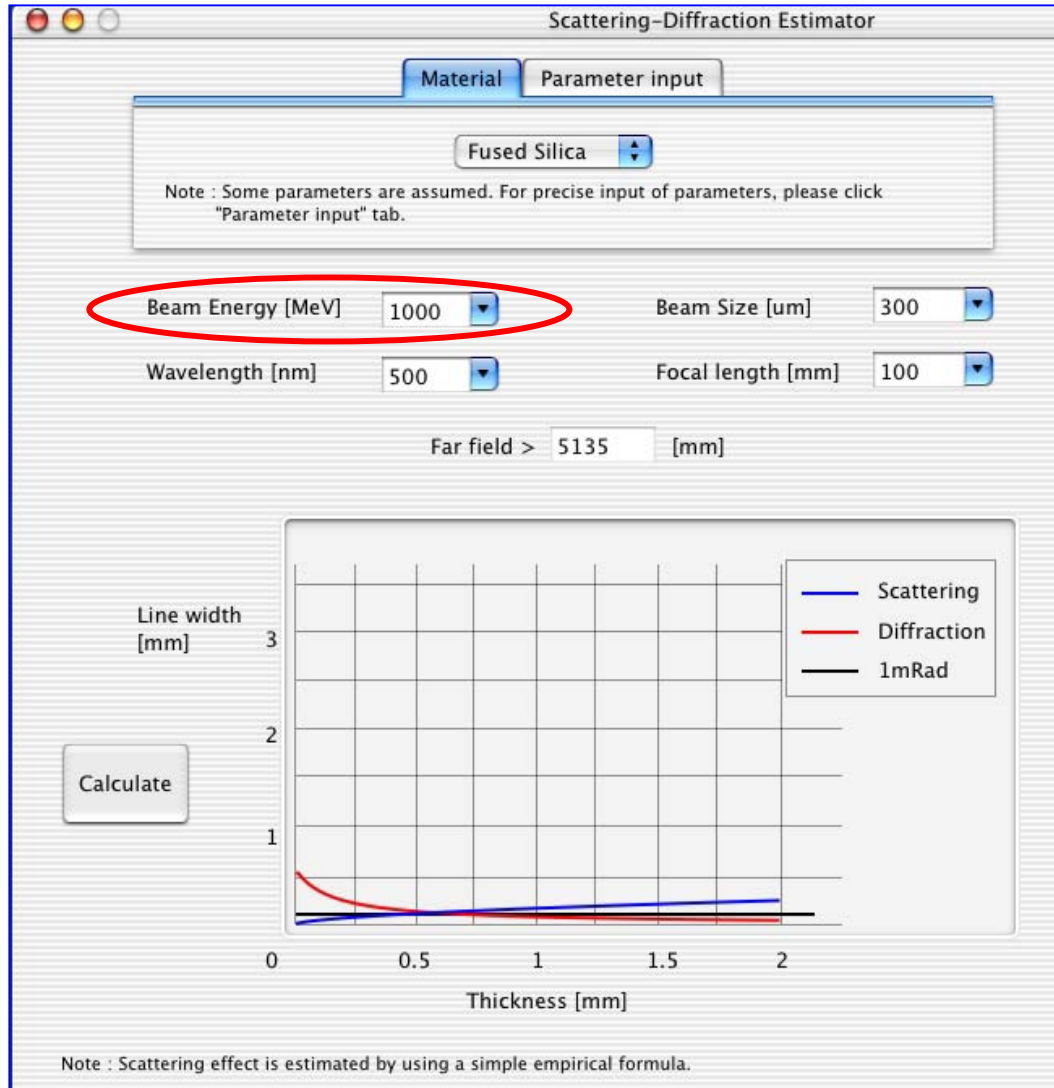 Scattering-Diffraction Estimator
Material
Parameter input
Fused Silica
Note : Some parameters are assumed. For precise input of parameters, please click
"Parameter input" tab.
Beam Energy [MeV] 1000
Beam Size [um] 300
Wavelength [nm] 500
Focal length [mm] 100
Far field > 5135 [mm]
Line width
[mm]
3
2
1
Scattering
Diffraction
1mRad
Calculate
0 0.5 1 1.5 2
Thickness [mm]
Note : Scattering effect is estimated by using a simple empirical formula.